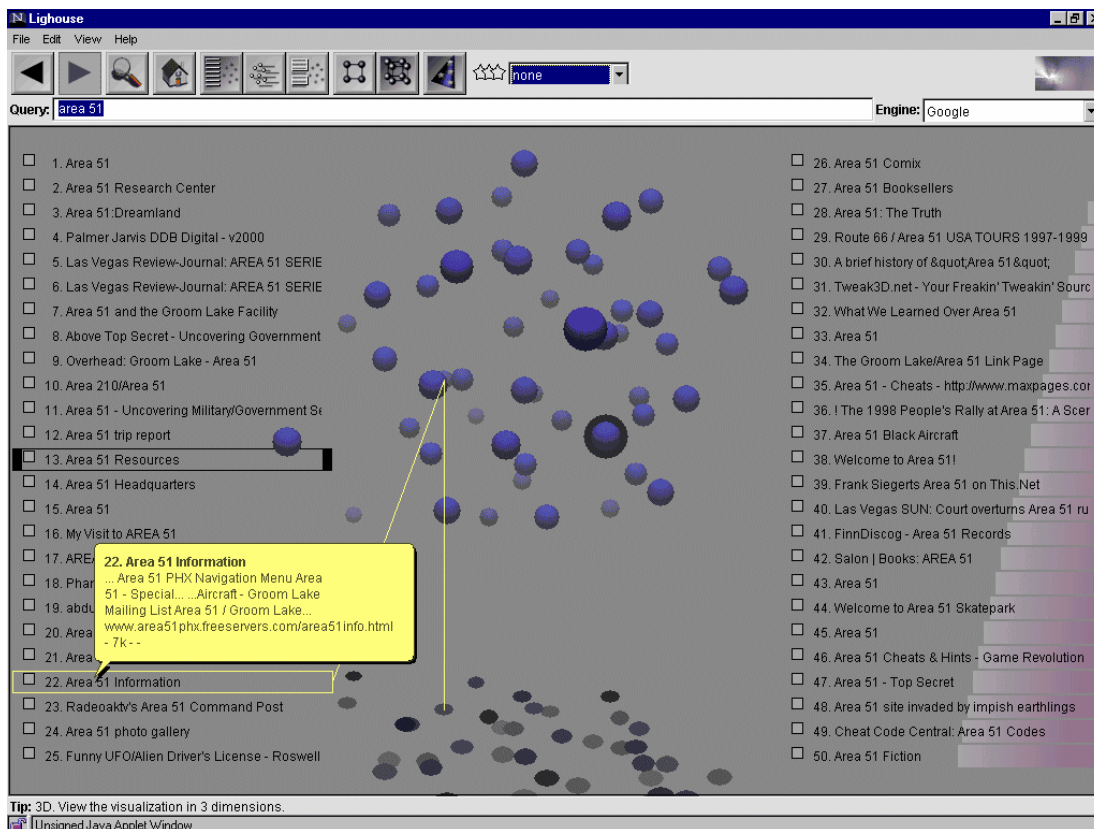 Lighouse
File Edit View Help
none
Query: area 51 Engine: Google
1. Area 51
2. Area 51 Research Center
3. Area 51:Dreamland
4. Palmer Jarvis DDB Digital - v2000
5. Las Vegas Review-Journal: AREA 51 SERIE
6. Las Vegas Review-Journal: AREA 51 SERIE
7. Area 51 and the Groom Lake Facility
8. Above Top Secret - Uncovering Government
9. Overhead: Groom Lake - Area 51
10. Area 210/Area 51
11. Area 51 - Uncovering Military/Government Se
12. Area 51 trip report
13. Area 51 Resources
14. Area 51 Headquarters
15. Area 51
16. My Visit to AREA 51
17. ARE
18. Phar
19. abdu
20. Area
21. Area
22. Area 51 Information
... Area 51 PHX Navigation Menu Area
51 - Special... ...Aircraft - Groom Lake
Mailing List Area 51 / Groom Lake...
www.area51phx.freeservers.com/area51info.html
- 7k - -
22. Area 51 Information
23. Radeoaktv's Area 51 Command Post
24. Area 51 photo gallery
25. Funny UFO/Alien Driver's License - Roswell
26. Area 51 Comix
27. Area 51 Booksellers
28. Area 51: The Truth
29. Route 66 / Area 51 USA TOURS 1997-1999
30. A brief history of &quot;Area 51&quot;
31. Tweak3D.net - Your Freakin' Tweakin' Sourc
32. What We Learned Over Area 51
33. Area 51
34. The Groom Lake/Area 51 Link Page
35. Area 51 - Cheats - http://www.maxpages.cor
36. ! The 1998 People's Rally at Area 51: A Scer
37. Area 51 Black Aircraft
38. Welcome to Area 51!
39. Frank Siegerts Area 51 on This.Net
40. Las Vegas SUN: Court overturns Area 51 ru
41. FinnDiscog - Area 51 Records
42. Salon | Books: AREA 51
43. Area 51
44. Welcome to Area 51 Skatepark
45. Area 51
46. Area 51 Cheats & Hints - Game Revolution
47. Area 51 - Top Secret
48. Area 51 site invaded by impish earthlings
49. Cheat Code Central: Area 51 Codes
50. Area 51 Fiction
Tip: 3D. View the visualization in 3 dimensions.
Unsigned Java Applet Window